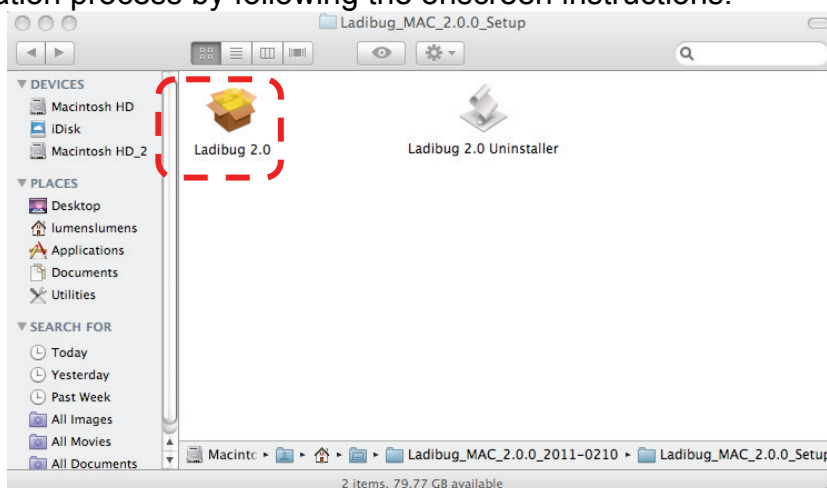 ation process by following the onscreen instructions.
Ladibug_MAC_2.0.0_Setup
DEVICES
Macintosh HD
iDisk
Macintosh HD_2
PLACES
Desktop
lumenslumens
Applications
Documents
Utilities
SEARCH FOR
Today
Yesterday
Past Week
All Images
All Movies
All Documents
Ladibug 2.0
Ladibug 2.0 Uninstaller
Macint Ladibug_MAC_2.0.0_2011-0210 Ladibug_MAC_2.0.0_Setup
2 items, 79.77 GB available